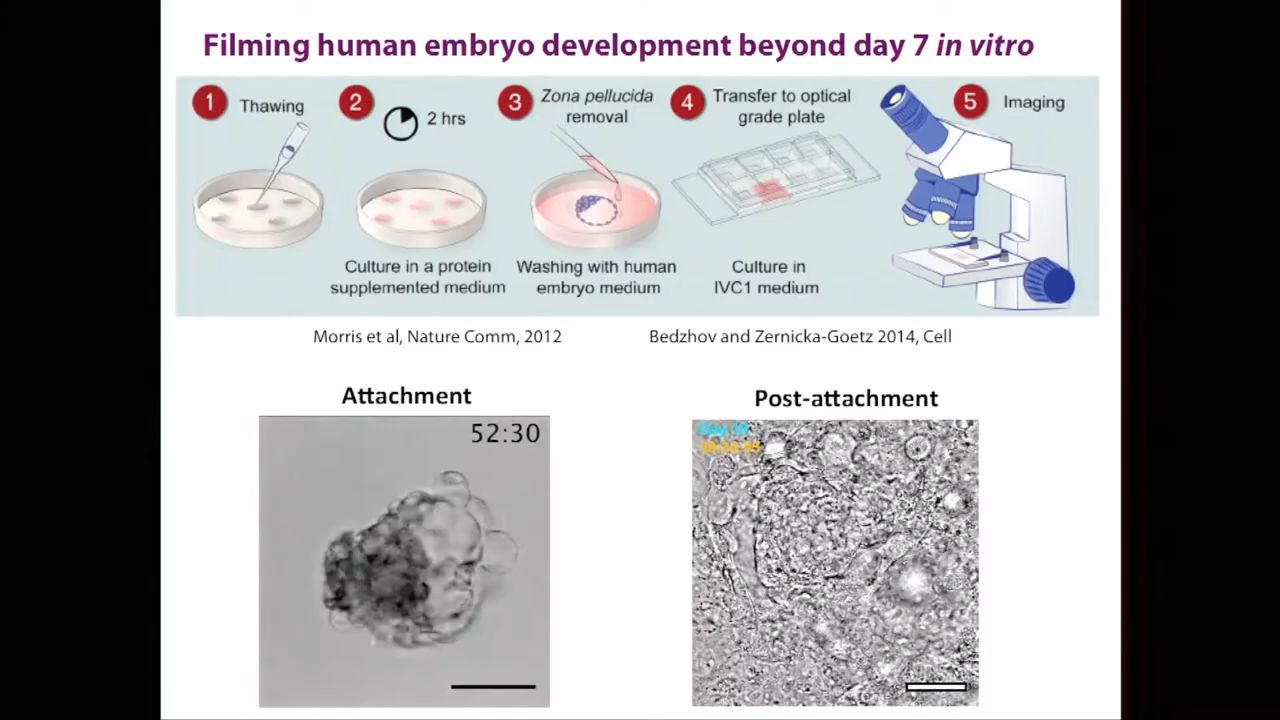 Filming human embryo development beyond day 7 in vitro
1 Thawing
2 2 hrs
3 Zona pellucida
removal
4 Transfer to optical
grade plate
5 Imaging
Culture in a protein
supplemented medium
Washing with human
embryo medium
Culture in
IVC1 medium
Morris et al, Nature Comm, 2012
Bedzhov and Zernicka-Goetz 2014, Cell
Attachment
Post-attachment
52:30
Day